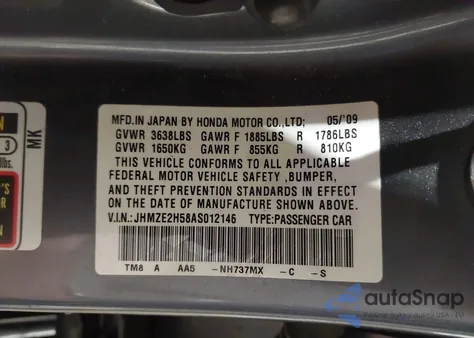 MFD.IN JAPAN BY HONDA MOTOR CO.,LTD; 05/'09
GVWR 3638LBS GAWR F 1885LBS R 1786LBS
GVWR 1650KG GAWR F 855KG R 810KG
THIS VEHICLE CONFORMS TO ALL APPLICABLE
FEDERAL MOTOR VEHICLE SAFETY ,BUMPER,
AND THEFT PREVENTION STANDARDS IN EFFECT
ON THE DATE OF MANUFACTURE SHOWN ABOVE.
V.I.N.: JHMZE2H58AS012146 TYPE:PASSENGER CAR
TM8 A AA5 -NH737MX -C -S
MK
3
autoSnap